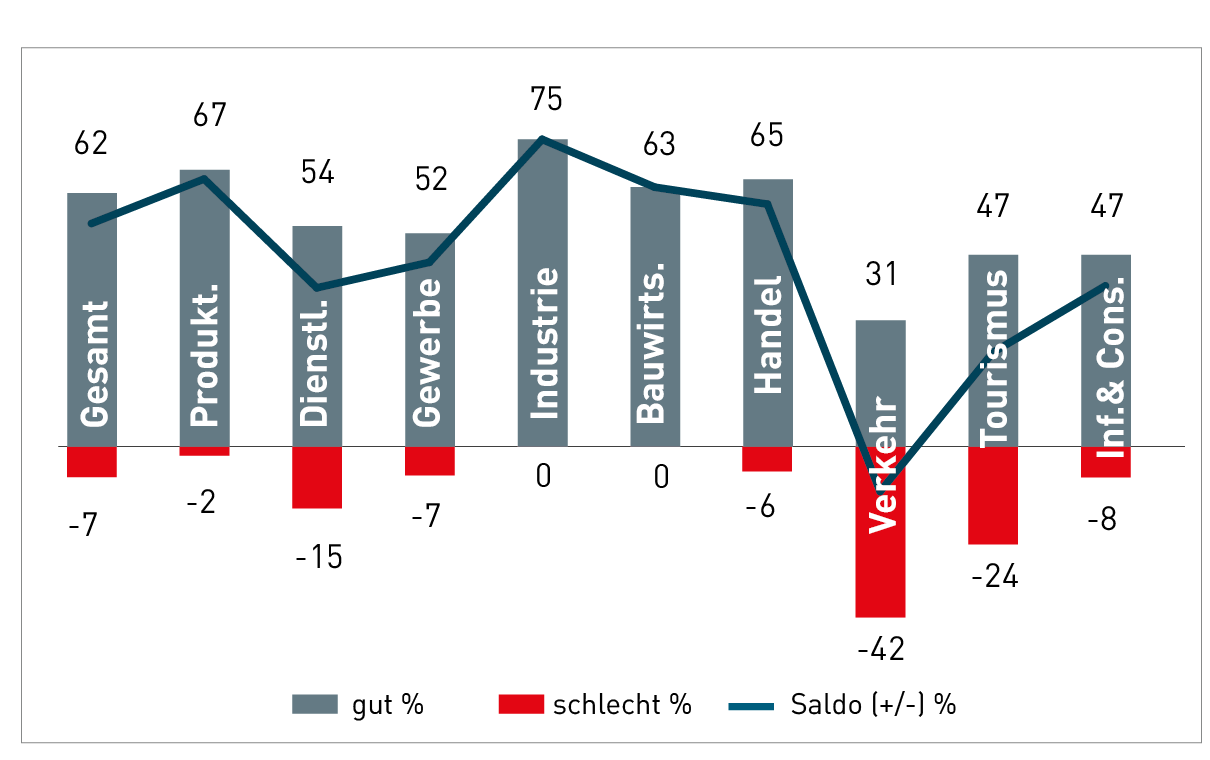 62
67
54
52
75
63
65
31
47
47
Gesamt
Produkt.
Dienstl.
Gewerbe
Industrie
Bauwirts.
Handel
Verkehr
Tourismus
Inf.& Cons.
-7
-2
-15
-7
0
0
-6
-42
-24
-8
gut %
schlecht %
Saldo (+/-) %